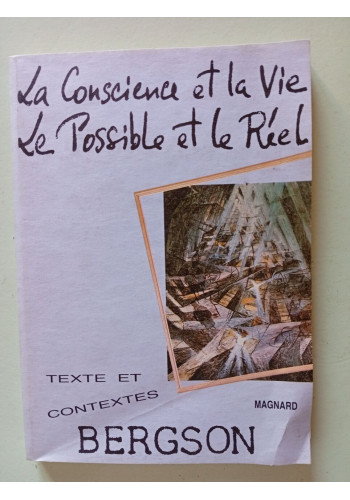 La Conscience et la Vie
Le Possible et le Réel
TEXTE ET
CONTEXTES
MAGNARD
BERGSON